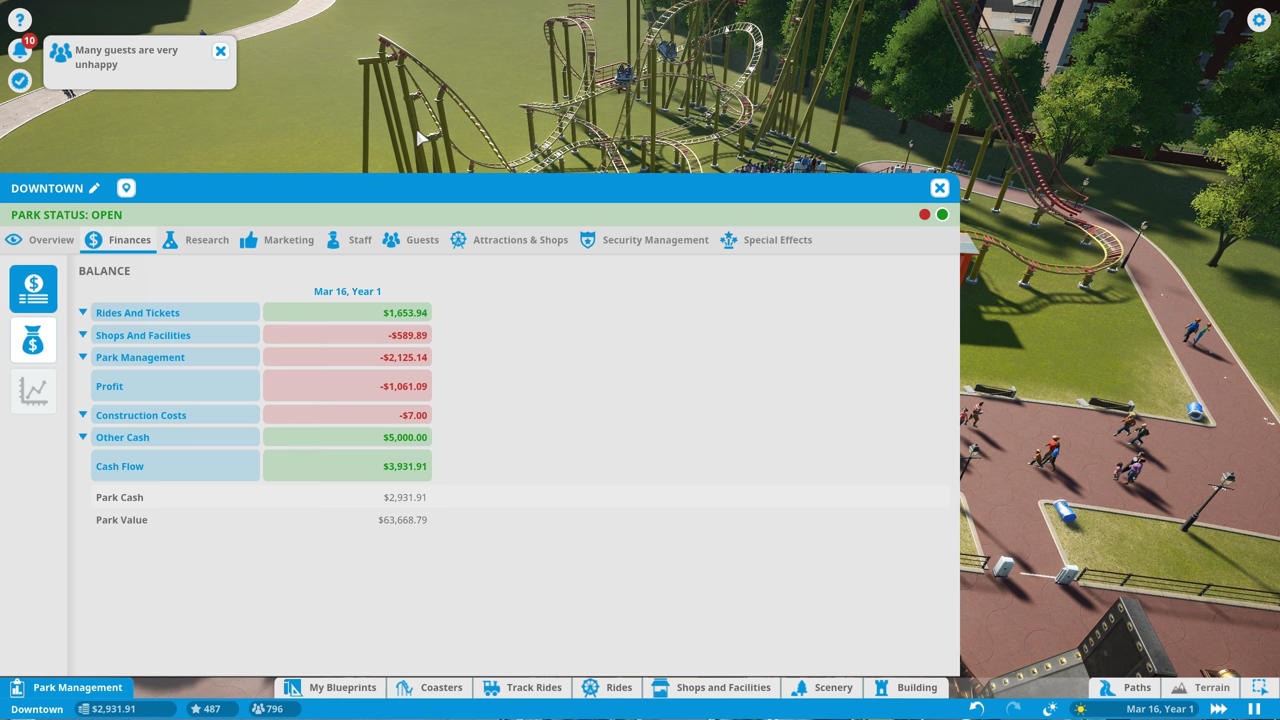 ?
10
Many guests are very
unhappy
DOWNTOWN
PARK STATUS: OPEN
Overview
Finances
Research
Marketing
Staff
Guests
Attractions & Shops
Security Management
Special Effects
BALANCE
Mar 16, Year 1
Rides And Tickets $1,653.94
Shops And Facilities -$589.89
Park Management -$2,125.14
Profit -$1,061.09
Construction Costs -$7.00
Other Cash $5,000.00
Cash Flow $3,931.91
Park Cash $2,931.91
Park Value $63,668.79
Park Management
My Blueprints
Coasters
Track Rides
Rides
Shops and Facilities
Scenery
Building
Paths
Terrain
Downtown
$2,931.91
487
796
Mar 16, Year 1